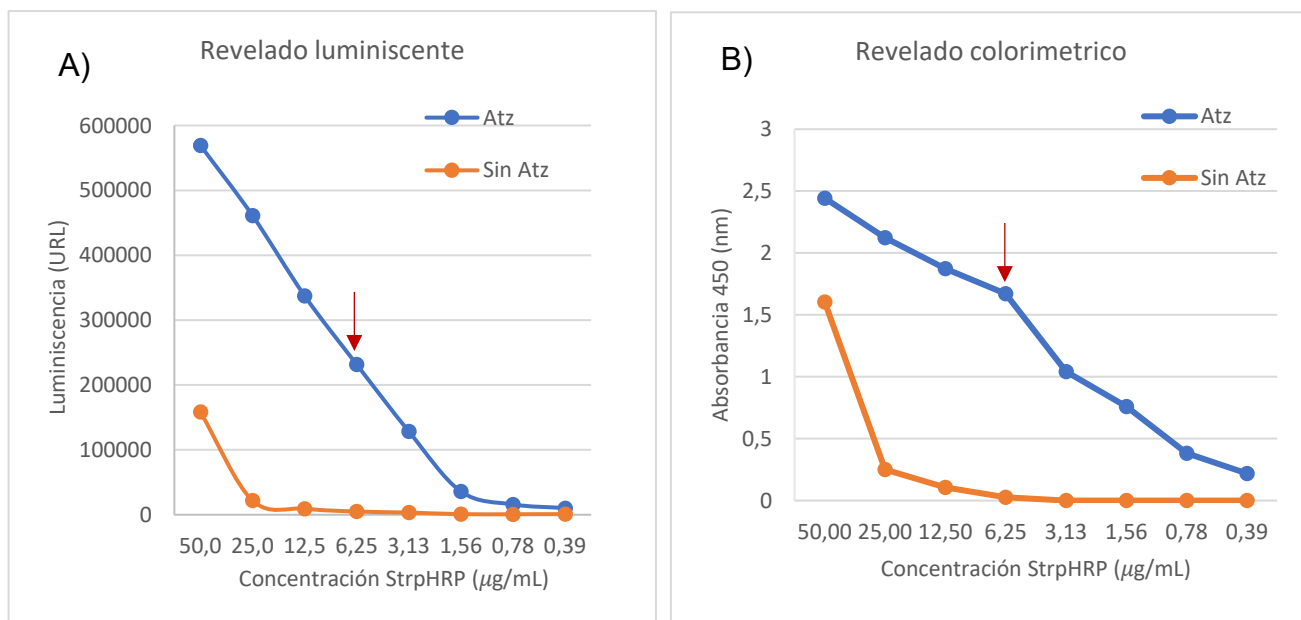 A)
Revelado luminiscente
Atz
Sin Atz
600000
500000
400000
300000
200000
100000
0
Luminiscencia (URL)
50,0 25,0 12,5 6,25 3,13 1,56 0,78 0,39
Concentración StrpHRP (µg/mL)
B)
Revelado colorimetrico
Atz
Sin Atz
3
2,5
2
1,5
1
0,5
0
Absorbancia 450 (nm)
50,00 25,00 12,50 6,25 3,13 1,56 0,78 0,39
Concentración StrpHRP (µg/mL)